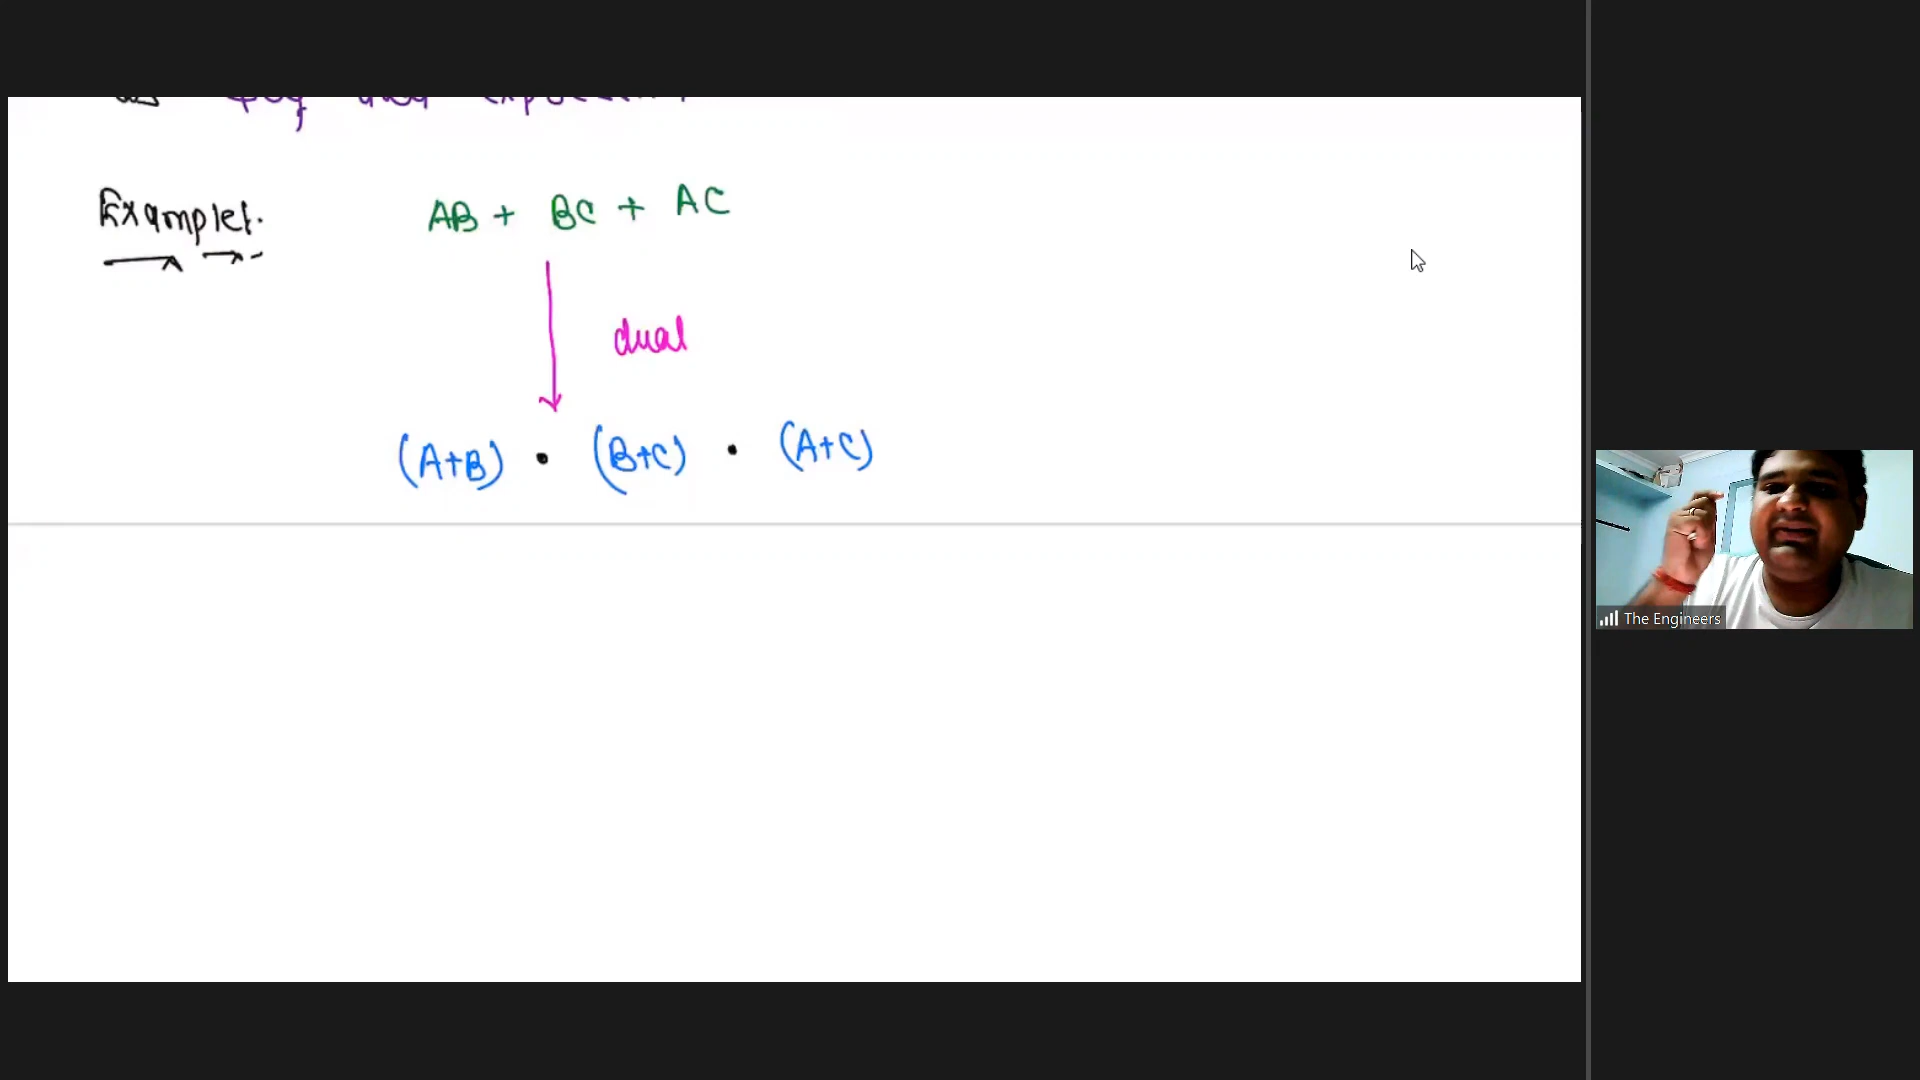 Example:-
AB + BC + AC
dual
(A+B) • (B+C) • (A+C)
The Engineers